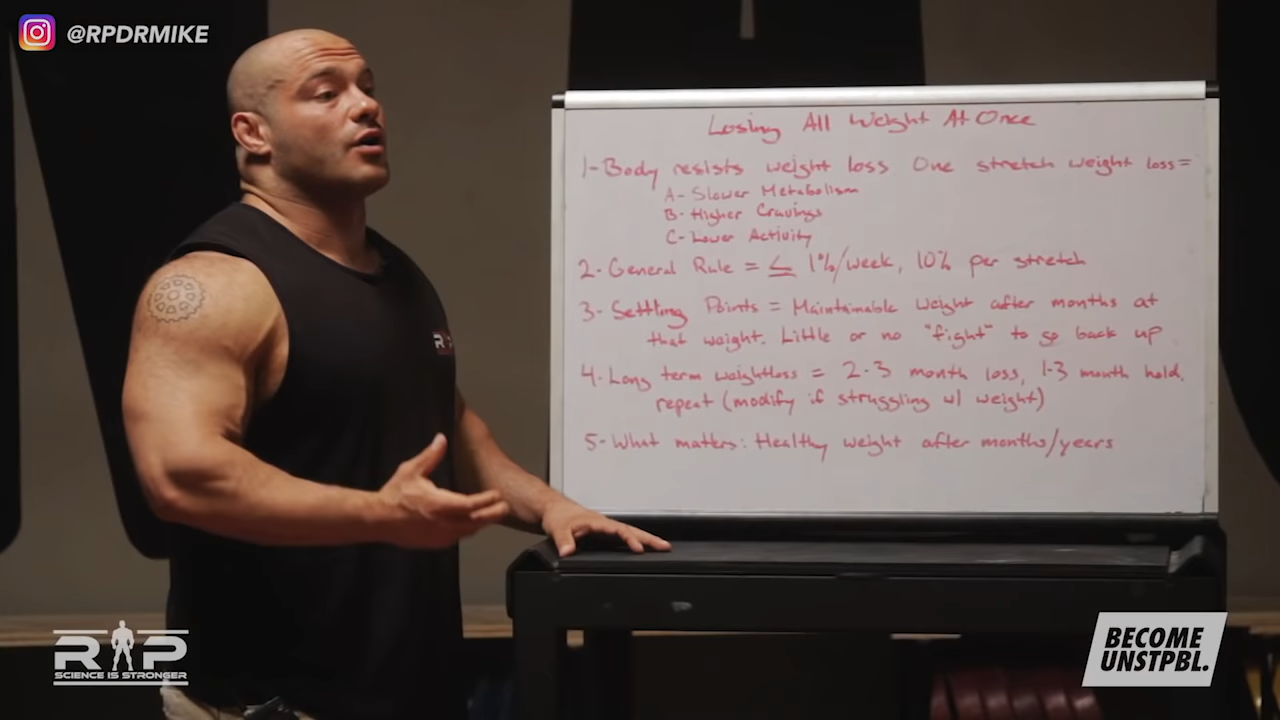 @RPDRMIKE
Losing All Weight At Once
1-Body resists weight loss. One stretch weight loss=
A-Slower Metabolism
B-Higher Cravings
C-Lower Activity
2-General Rule = ≤ 1%/week, 10% per stretch
3-Settling Points = Maintainable weight after months at
that weight. Little or no "fight" to go back up
4-Long term weightloss = 2-3 month loss, 1-3 month hold,
repeat (modify if struggling w/ weight)
5-What matters: Healthy weight after months/years
RP
RP
SCIENCE IS STRONGER
BECOME
UNSTPBL.